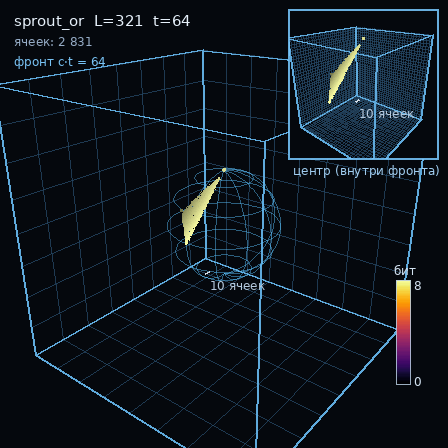 sprout_or L=321 t=64
ячеек: 2 831
фронт c·t = 64
10 ячеек
центр (внутри фронта)
10 ячеек
бит
8
0